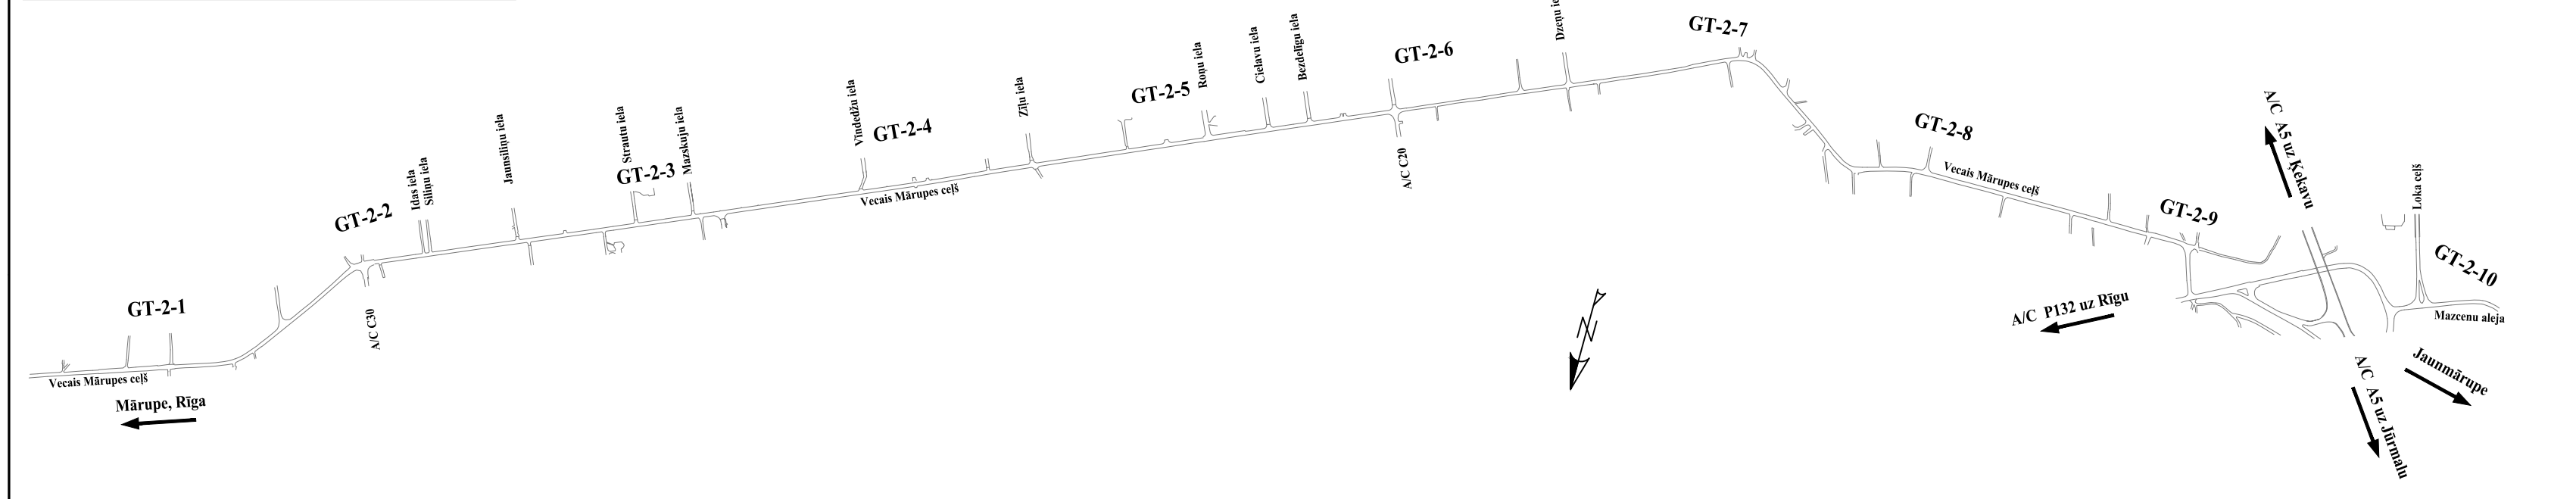 GT-2-1
Vecais Mārupes ceļš
Mārupe, Rīga
GT-2-2
A/C C30
Idas iela
Siliņu iela
Jaunsiliņu iela
Strautu iela
GT-2-3
Mazskuju iela
Vindedžu iela
GT-2-4
Vecais Mārupes ceļš
Zīļu iela
GT-2-5
Roņu iela
Cielavu iela
Bezdelīgu iela
GT-2-6
A/C C20
Dzeņu
GT-2-7
N
GT-2-8
Vecais Mārupes ceļš
GT-2-9
A/C P132 uz Rīgu
A/C A5 uz Ķekavu
Loka ceļš
GT-2-10
Mazcenu aleja
Jaunmārupe
A/C A5 uz Jūrmalu